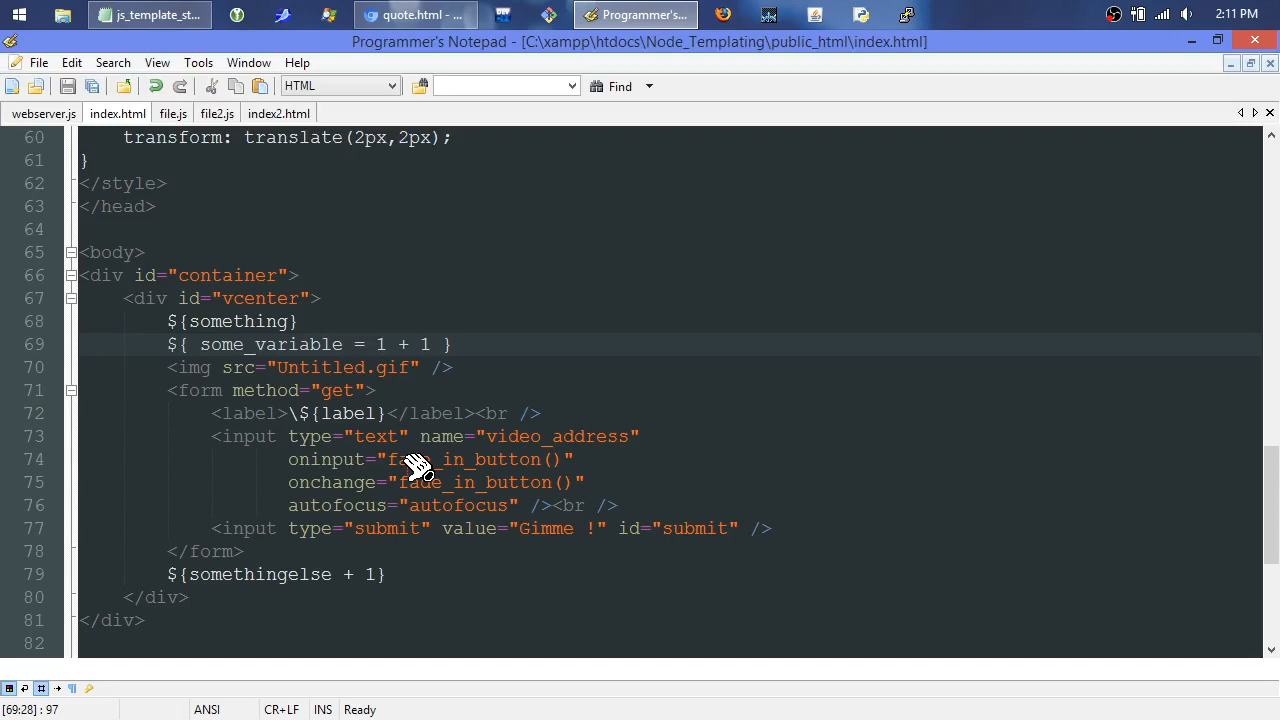 js_template_st...
quote.html - ...
Programmer's...
2:11 PM
Programmer's Notepad - [C:\xampp\htdocs\Node_Templating\public_html\index.html]
File Edit Search View Tools Window Help
HTML
Find
webserver.js index.html file.js file2.js index2.html
60 transform: translate(2px,2px);
61 }
62 </style>
63 </head>
64
65 <body>
66 <div id="container">
67 <div id="vcenter">
68 ${something}
69 ${ some_variable = 1 + 1 }
70 <img src="Untitled.gif" />
71 <form method="get">
72 <label>\${label}</label><br />
73 <input type="text" name="video_address"
74 oninput="fade_in_button()"
75 onchange="fade_in_button()"
76 autofocus="autofocus" /><br />
77 <input type="submit" value="Gimme !" id="submit" />
78 </form>
79 ${somethingelse + 1}
80 </div>
81 </div>
82
[69:28] : 97 ANSI CR+LF INS Ready